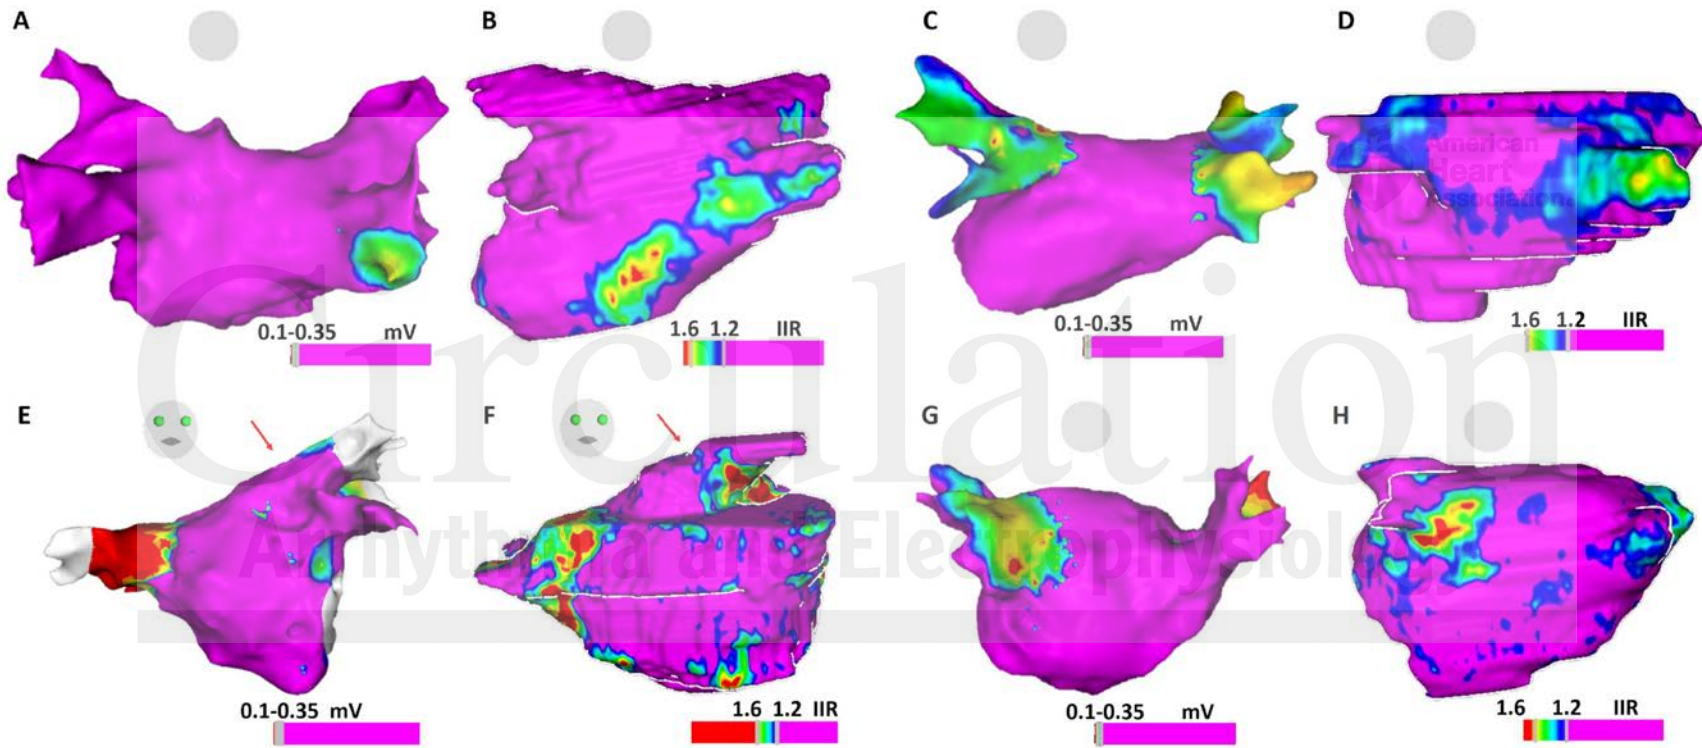 A
B
C
D
American
Heart
Association
0.1-0.35 mV
1.6 1.2 IIR
0.1-0.35 mV
1.6 1.2 IIR
Circulation
E
F
G
H
Arrhythmia and Electrophysiology
0.1-0.35 mV
1.6 1.2 IIR
0.1-0.35 mV
1.6 1.2 IIR